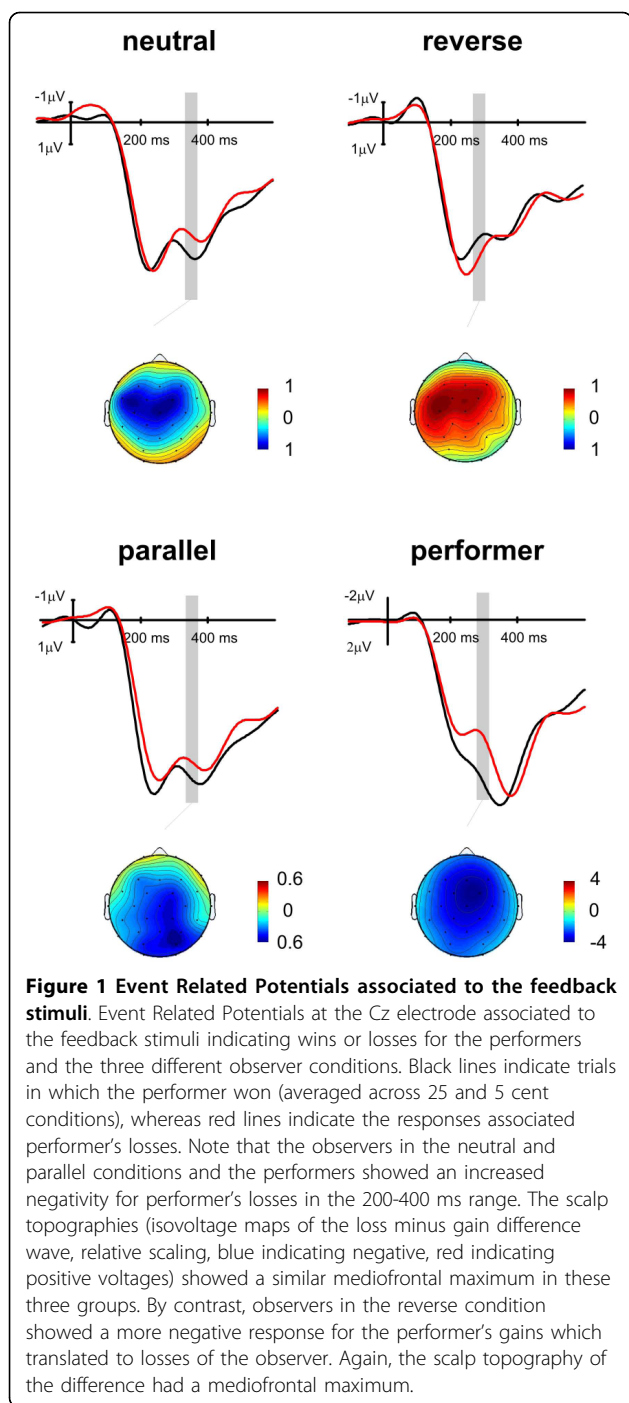 neutral
reverse
-1µV
1µV
200 ms
400 ms
-1µV
1µV
200 ms
400 ms
1
0
1
1
0
1
parallel
performer
-1µV
1µV
200 ms
400 ms
-2µV
2µV
200 ms
400 ms
0.6
0
0.6
4
0
-4
Figure 1 Event Related Potentials associated to the feedback
stimuli. Event Related Potentials at the Cz electrode associated to
the feedback stimuli indicating wins or losses for the performers
and the three different observer conditions. Black lines indicate trials
in which the performer won (averaged across 25 and 5 cent
conditions), whereas red lines indicate the responses associated
performer's losses. Note that the observers in the neutral and
parallel conditions and the performers showed an increased
negativity for performer's losses in the 200-400 ms range. The scalp
topographies (isovoltage maps of the loss minus gain difference
wave, relative scaling, blue indicating negative, red indicating
positive voltages) showed a similar mediofrontal maximum in these
three groups. By contrast, observers in the reverse condition
showed a more negative response for the performer's gains which
translated to losses of the observer. Again, the scalp topography of
the difference had a mediofrontal maximum.